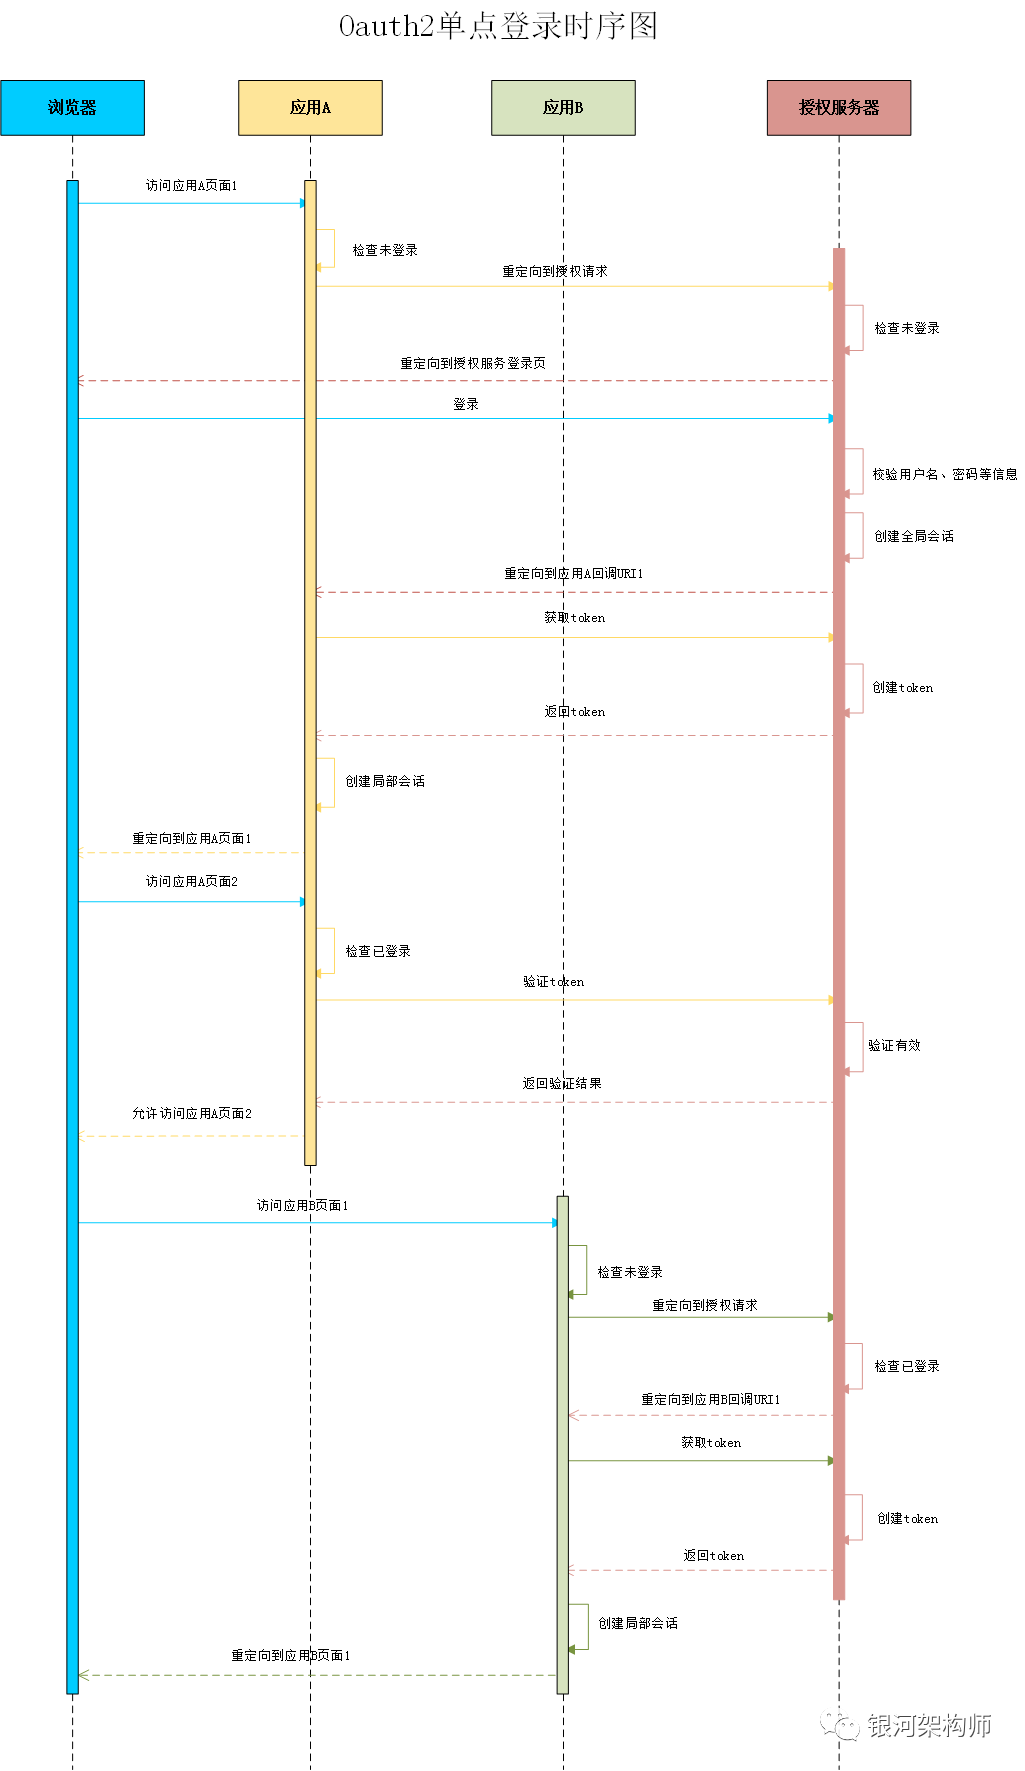 Oauth2单点登录时序图
浏览器
应用A
应用B
授权服务器
访问应用A页面1
检查未登录
重定向到授权请求
检查未登录
重定向到授权服务登录页
登录
校验用户名、密码等信息
创建全局会话
重定向到应用A回调URI1
获取token
创建token
返回token
创建局部会话
重定向到应用A页面1
访问应用A页面2
检查已登录
验证token
验证有效
返回验证结果
允许访问应用A页面2
访问应用B页面1
检查未登录
重定向到授权请求
检查已登录
重定向到应用B回调URI1
获取token
创建token
返回token
创建局部会话
重定向到应用B页面1
银河架构师